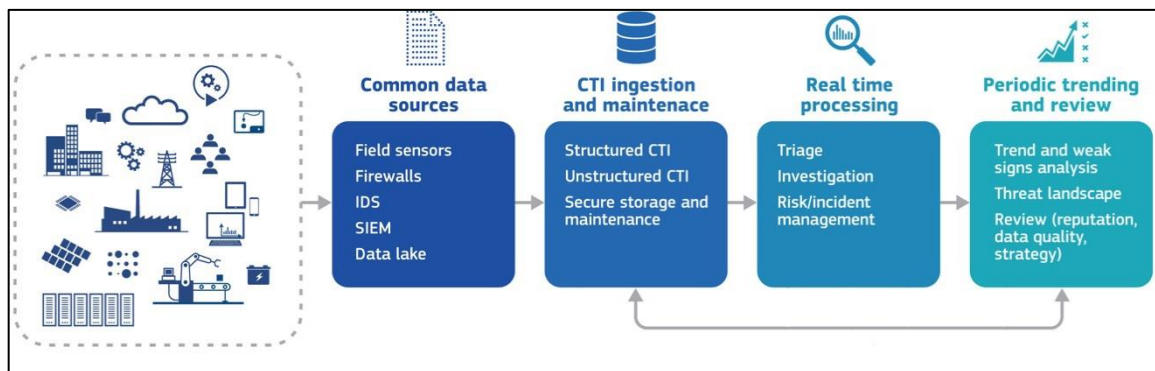 Common data
sources
Field sensors
Firewalls
IDS
SIEM
Data lake
CTI ingestion
and maintenace
Structured CTI
Unstructured CTI
Secure storage and
maintenance
Real time
processing
Triage
Investigation
Risk/incident
management
Periodic trending
and review
Trend and weak
signs analysis
Threat landscape
Review (reputation,
data quality,
strategy)